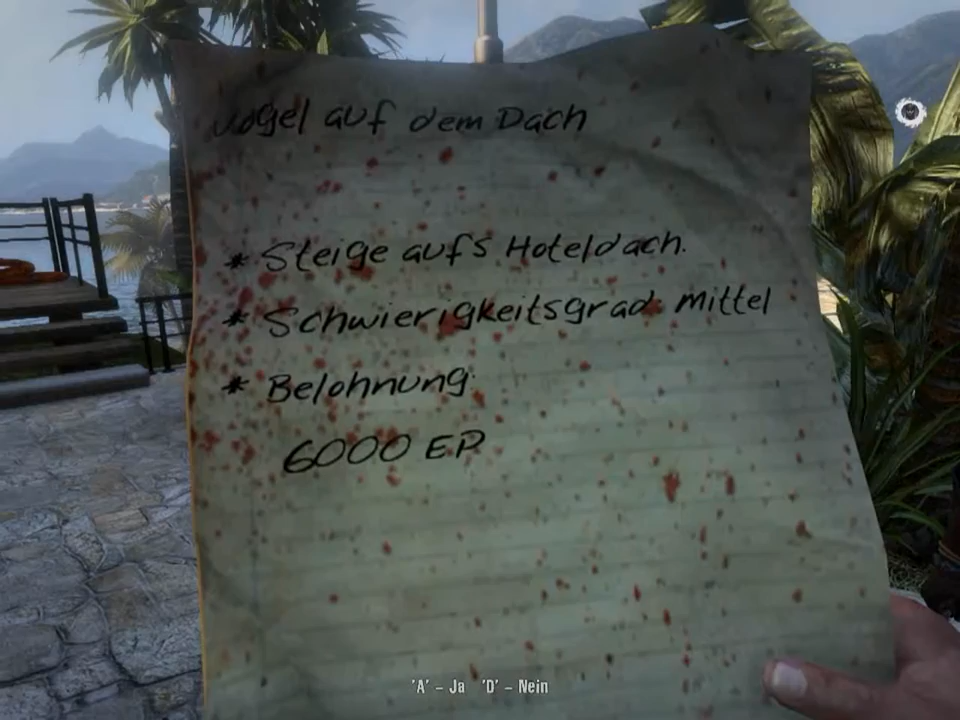 Vogel auf dem Dach
* Steige aufs Hoteldach.
* Schwierigkeitsgrad: mittel
* Belohnung:
6000 EP
'A' – Ja 'D' – Nein